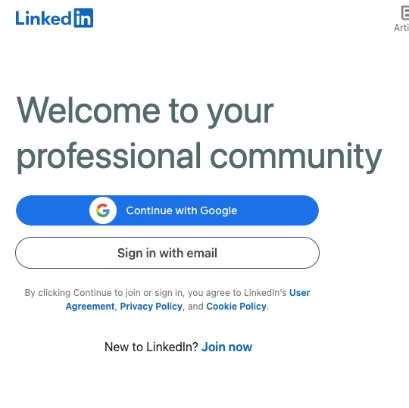 LinkedIn
Arti
Welcome to your
professional community
Continue with Google
Sign in with email
By clicking Continue to join or sign in, you agree to LinkedIn's User
Agreement, Privacy Policy, and Cookie Policy.
New to LinkedIn? Join now